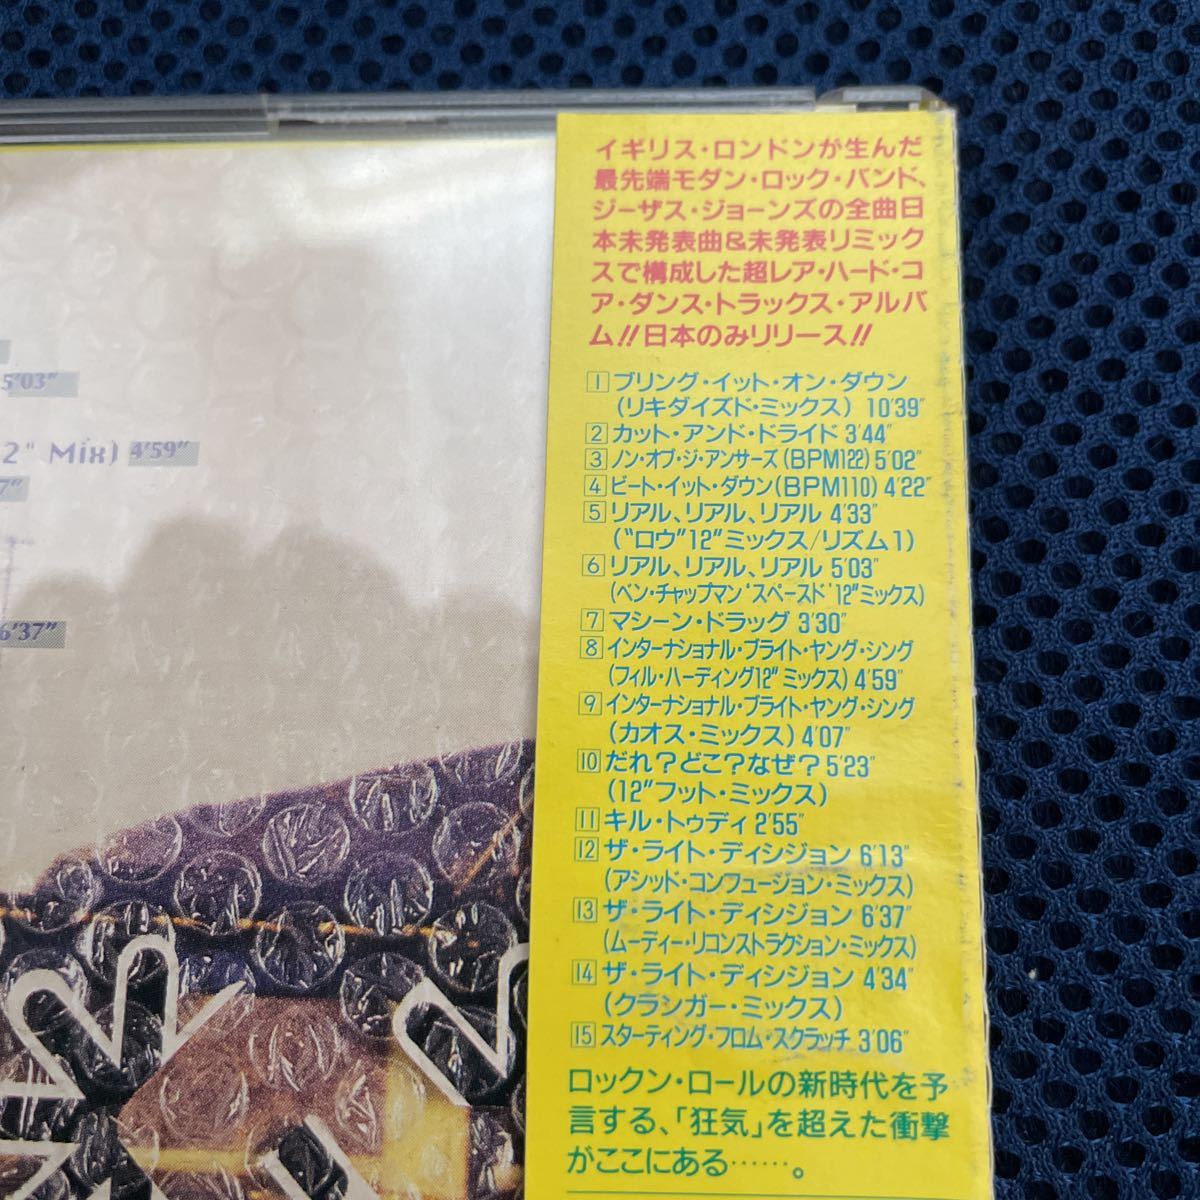 5'03"
2" Mix) 4'59"
7"
6'37"
イギリス・ロンドンが生んだ
最先端モダン・ロック・バンド、
ジーザス・ジョーンズの全曲日
本未発表曲&未発表リミック
スで構成した超レア・ハード・コ
ア・ダンス・トラックス・アルバ
ム!!日本のみリリース!!
1 ブリング・イット・オン・ダウン
(リキダイズド・ミックス) 10'39"
2 カット・アンド・ドライド 3'44"
3 ノン・オブ・ジ・アンサーズ(BPM122) 5'02"
4 ビート・イット・ダウン(BPM110) 4'22"
5 リアル、リアル、リアル 4'33"
("ロウ"12"ミックス/リズム1)
6 リアル、リアル、リアル 5'03"
(ベン・チャップマン'スペースド'12"ミックス)
7 マシーン・ドラッグ 3'30"
8 インターナショナル・ブライト・ヤング・シング
(フィル・ハーディング12"ミックス) 4'59"
9 インターナショナル・ブライト・ヤング・シング
(カオス・ミックス) 4'07"
10 だれ?どこ?なぜ? 5'23"
(12"フット・ミックス)
11 キル・トゥディ 2'55"
12 ザ・ライト・ディシジョン 6'13"
(アシッド・コンフュージョン・ミックス)
13 ザ・ライト・ディシジョン 6'37"
(ムーディー・リコンストラクション・ミックス)
14 ザ・ライト・ディシジョン 4'34"
(クランガー・ミックス)
15 スターティング・フロム・スクラッチ 3'06"
ロックン・ロールの新時代を予
言する、「狂気」を超えた衝撃
がここにある……。